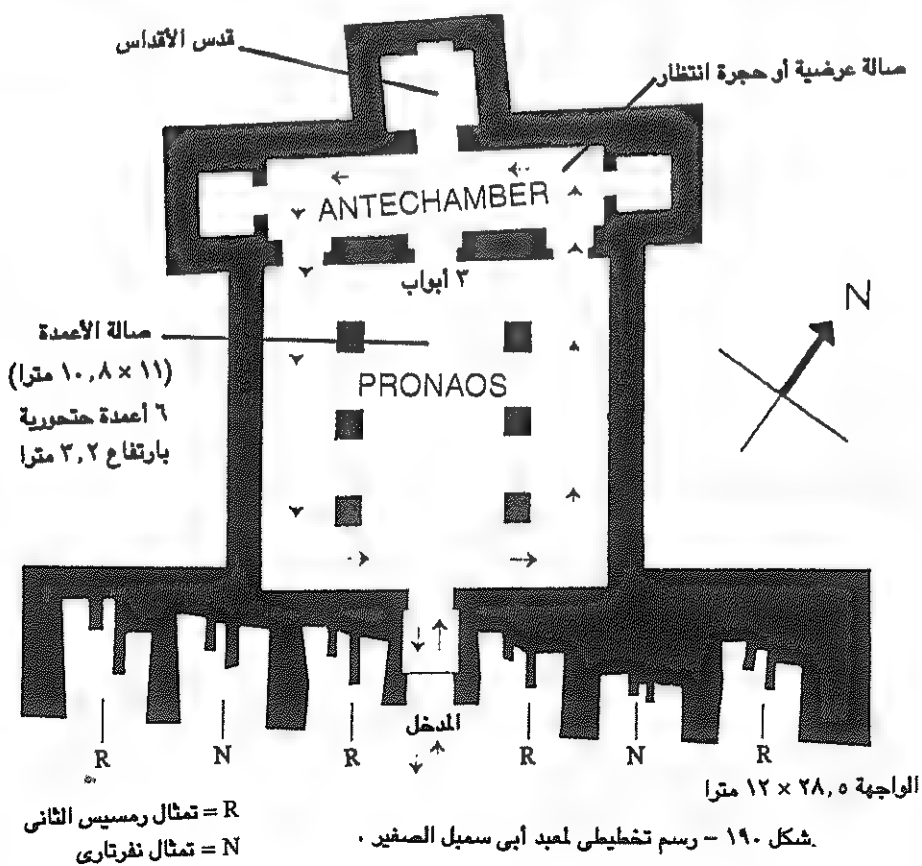 قدس الأقداس
صالة عرضية أو حجرة انتظار
ANTECHAMBER
٣ أبواب
N
صالة الأعمدة
(١١ × ١٠,٨ مترا)
٦ أعمدة حتحورية
بارتفاع ٣,٢ مترا
PRONAOS
المدخل
R N R R N R
الواجهة ٢٨,٥ × ١٢ مترا
R = تمثال رمسيس الثانى
N = تمثال نفرتارى
شكل ١٩٠ – رسم تخطيطى لمعبد أبى سمبل الصغير .